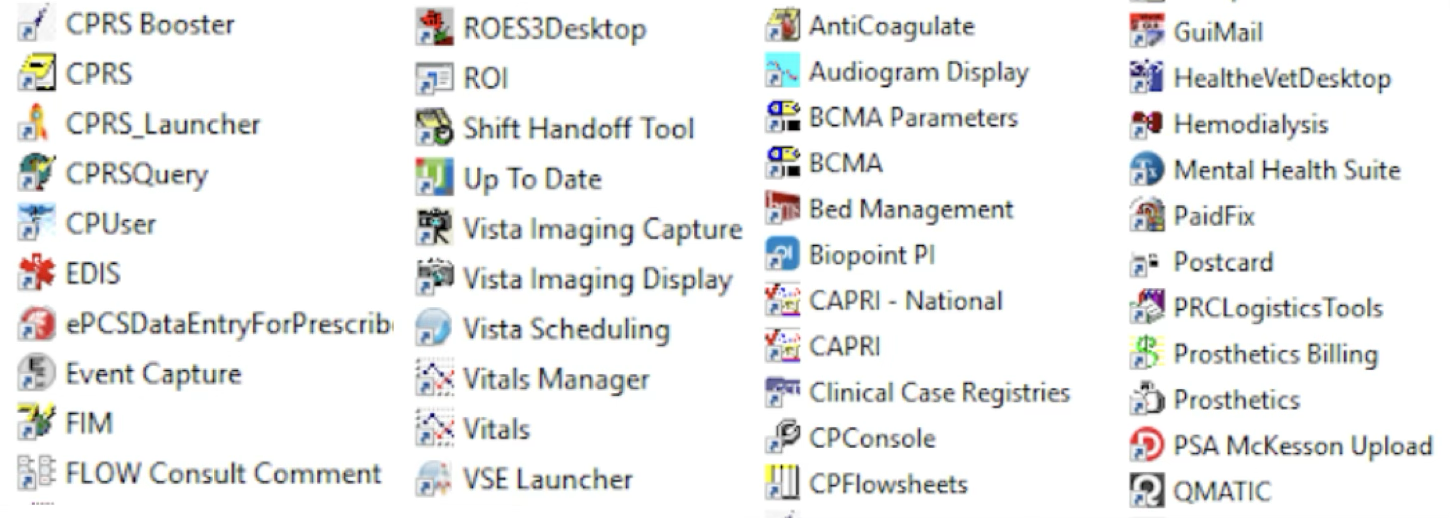 CPRS Booster
CPRS
CPRS_Launcher
CPRSQuery
CPUser
EDIS
ePCSDataEntryForPrescrib
Event Capture
FIM
FLOW Consult Comment
ROES3Desktop
ROI
Shift Handoff Tool
Up To Date
Vista Imaging Capture
Vista Imaging Display
Vista Scheduling
Vitals Manager
Vitals
VSE Launcher
AntiCoagulate
Audiogram Display
BCMA Parameters
BCMA
Bed Management
Biopoint PI
CAPRI - National
CAPRI
Clinical Case Registries
CPConsole
CPFlowsheets
GuiMail
HealtheVetDesktop
Hemodialysis
Mental Health Suite
PaidFix
Postcard
PRCLogisticsTools
Prosthetics Billing
Prosthetics
PSA McKesson Upload
QMATIC